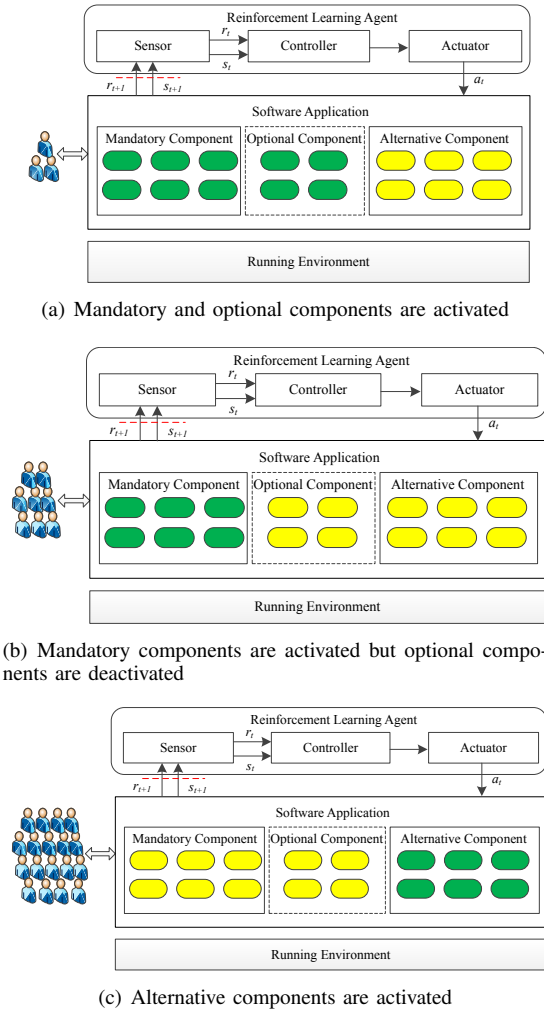 Reinforcement Learning Agent
Sensor
r_t
s_t
Controller
Actuator
r_{t+1}
s_{t+1}
a_t
Software Application
Mandatory Component
Optional Component
Alternative Component
Running Environment
(a) Mandatory and optional components are activated
Reinforcement Learning Agent
Sensor
r_t
s_t
Controller
Actuator
r_{t+1}
s_{t+1}
a_t
Software Application
Mandatory Component
Optional Component
Alternative Component
Running Environment
(b) Mandatory components are activated but optional compo-
nents are deactivated
Reinforcement Learning Agent
Sensor
r_t
s_t
Controller
Actuator
r_{t+1}
s_{t+1}
a_t
Software Application
Mandatory Component
Optional Component
Alternative Component
Running Environment
(c) Alternative components are activated